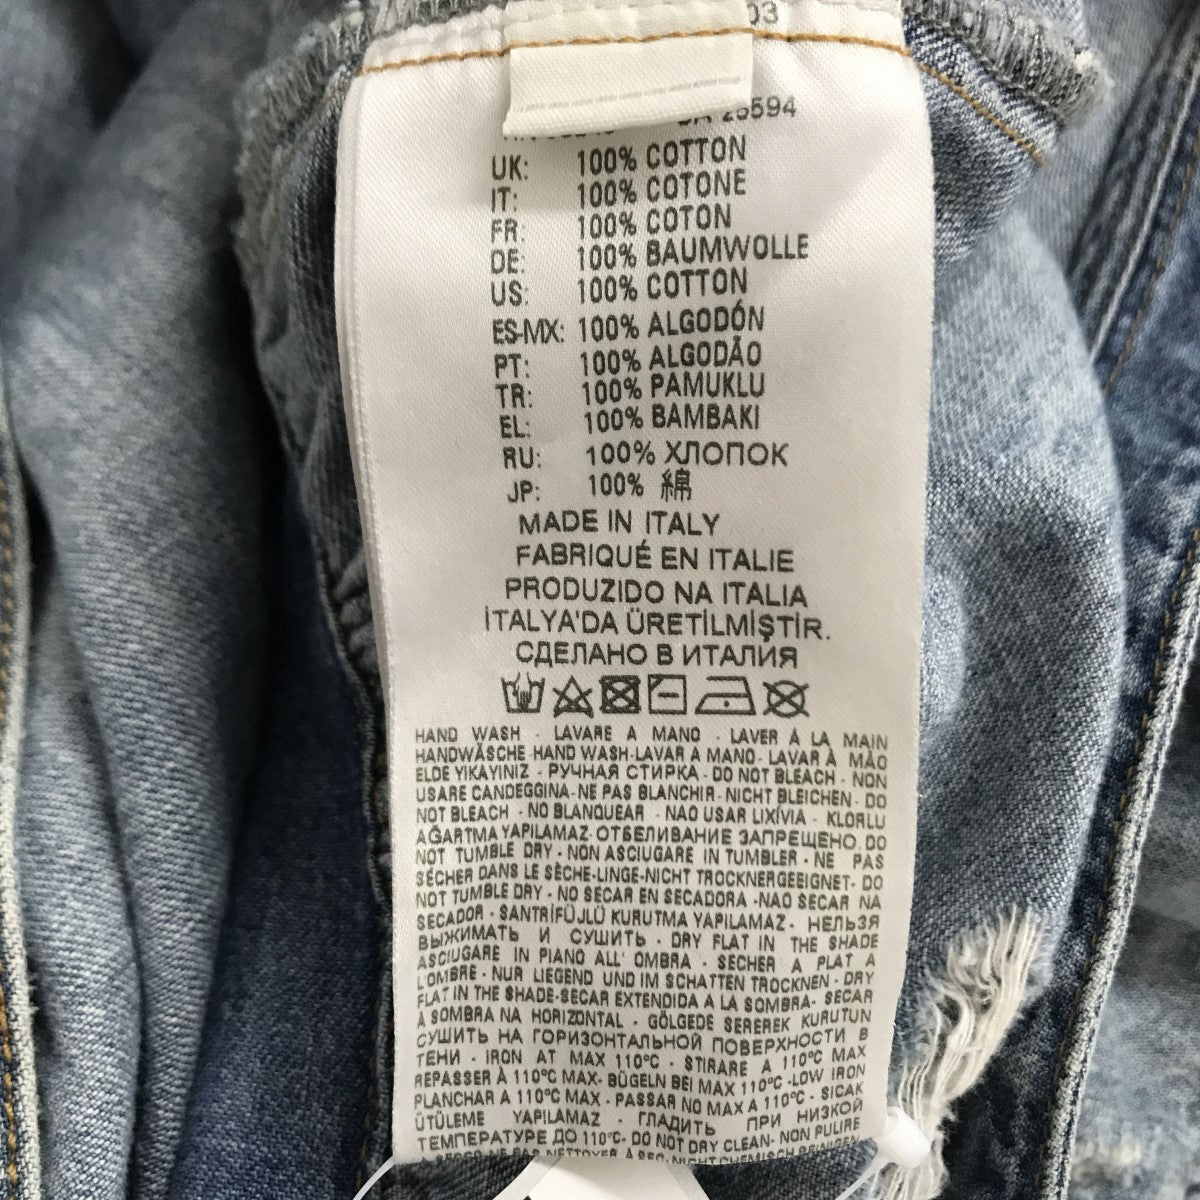 03
25594
UK: 100% COTTON
IT: 100% COTONE
FR: 100% COTON
DE: 100% BAUMWOLLE
US: 100% COTTON
ES-MX: 100% ALGODÓN
PT: 100% ALGODÃO
TR: 100% PAMUKLU
EL: 100% BAMBAKI
RU: 100% ХЛОПОК
JP: 100% 綿
MADE IN ITALY
FABRIQUÉ EN ITALIE
PRODUZIDO NA ITALIA
İTALYA'DA ÜRETİLMİŞTİR.
СДЕЛАНО В ИТАЛИЯ
HAND WASH - LAVARE A MANO - LAVER À LA MAIN
HANDWÄSCHE-HAND WASH-LAVAR A MANO- LAVAR À MÃO
ELDE YIKAYINIZ - РУЧНАЯ СТИРКА - DO NOT BLEACH - NON
USARE CANDEGGINA-NE PAS BLANCHIR-NICHT BLEICHEN- DO
NOT BLEACH - NO BLANQUEAR - NAO USAR LIXÍVIA - KLORLU
AĞARTMA YAPILAMAZ-ОТБЕЛИВАНИЕ ЗАПРЕЩЕНО. DO
NOT TUMBLE DRY - NON ASCIUGARE IN TUMBLER - NE PAS
SÉCHER DANS LE SÈCHE-LINGE-NICHT TROCKNERGEEIGNET- DO
NOT TUMBLE DRY - NO SECAR EN SECADORA -NAO SECAR NA
SECADOR - SANTRİFÜJLÜ KURUTMA YAPILAMAZ - НЕЛЬЗЯ
ВЫЖИМАТЬ И СУШИТЬ - DRY FLAT IN THE SHADE
ASCIUGARE IN PIANO ALL' OMBRA - SECHER A PLAT A
L'OMBRE - NUR LIEGEND UND IM SCHATTEN TROCKNEN - DRY
FLAT IN THE SHADE-SECAR EXTENDIDA A LA SOMBRA- SECAR
A SOMBRA NA HORIZONTAL - GÖLGEDE SEREREK KURUTUN
СУШИТЬ НА ГОРИЗОНТАЛЬНОЙ ПОВЕРХНОСТИ В
ТЕНИ - IRON AT MAX 110°C - STIRARE A 110°C MAX
REPASSER À 110°C MAX- BÜGELN BEI MAX 110°C -LOW IRON
PLANCHAR A 110°C MAX - PASSAR NO MAX A 110°C - SICAK
ÜTÜLEME YAPILAMAZ - ГЛАДИТЬ ПРИ НИЗКОЙ
ТЕМПЕРАТУРЕ ДО 110°C- DO NOT DRY CLEAN- NON PULIRE
A SEC-NICHT CHEMISCH REINIGEN